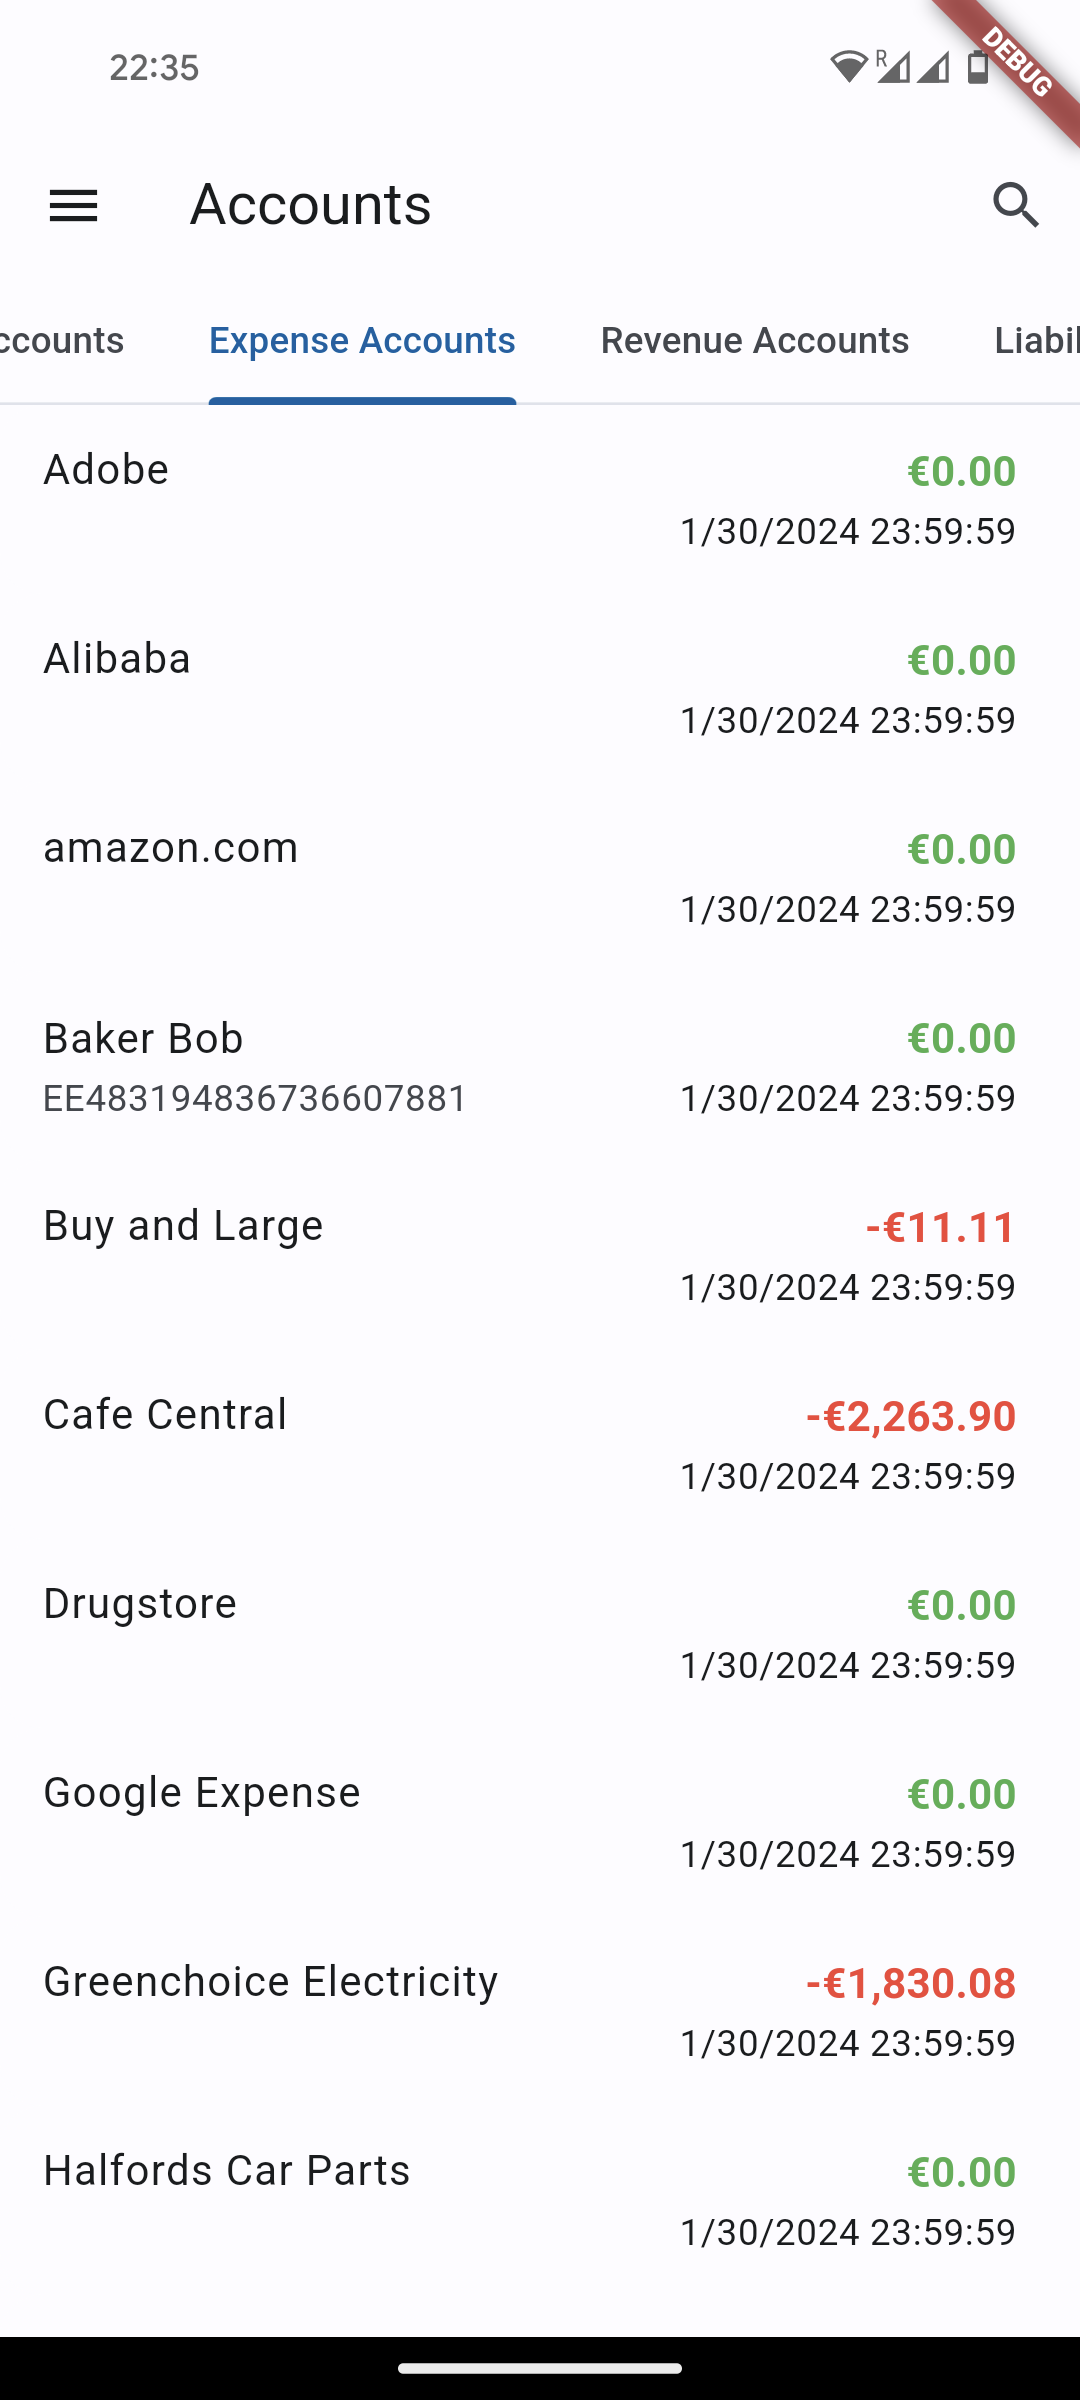 22:35
R
DEBUG
Accounts
ccounts Expense Accounts Revenue Accounts Liabil
Adobe €0.00
1/30/2024 23:59:59
Alibaba €0.00
1/30/2024 23:59:59
amazon.com €0.00
1/30/2024 23:59:59
Baker Bob €0.00
EE483194836736607881 1/30/2024 23:59:59
Buy and Large -€11.11
1/30/2024 23:59:59
Cafe Central -€2,263.90
1/30/2024 23:59:59
Drugstore €0.00
1/30/2024 23:59:59
Google Expense €0.00
1/30/2024 23:59:59
Greenchoice Electricity -€1,830.08
1/30/2024 23:59:59
Halfords Car Parts €0.00
1/30/2024 23:59:59